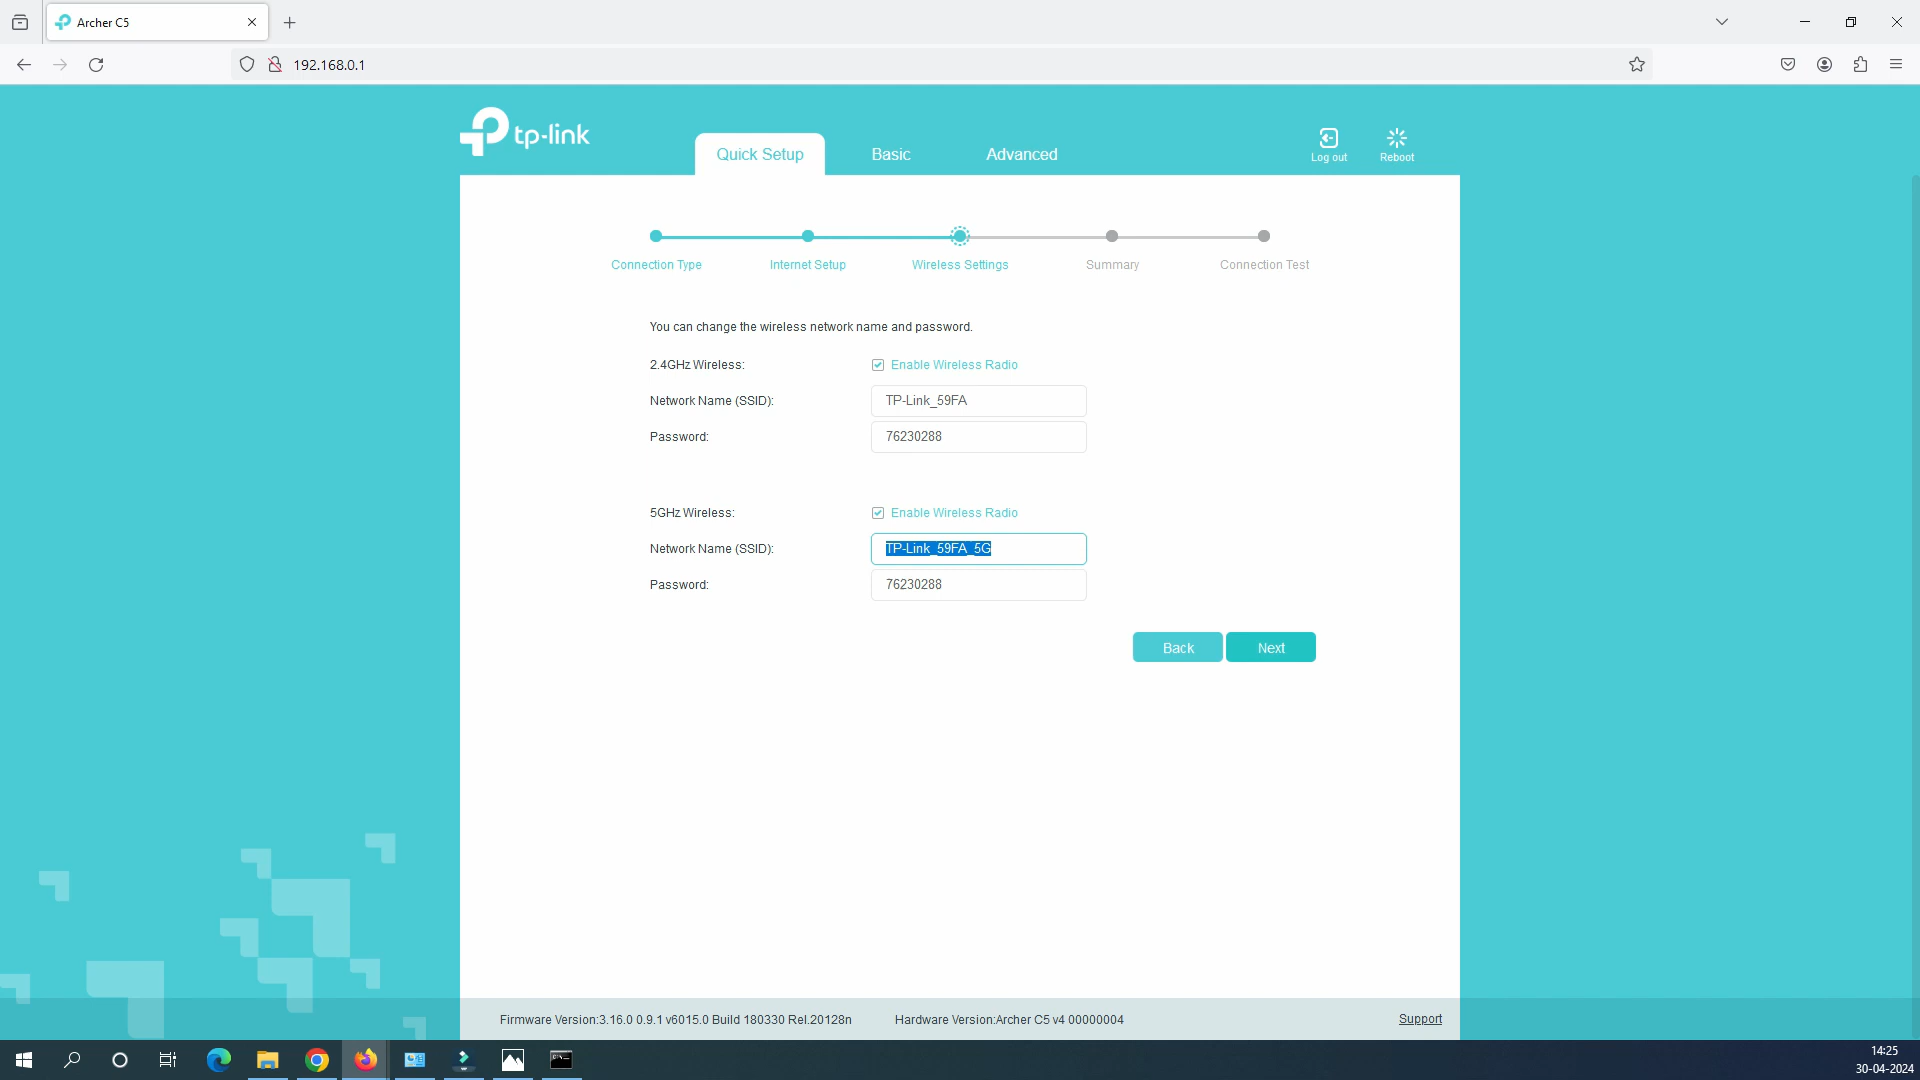 Archer C5
192.168.0.1
tp-link
Quick Setup
Basic
Advanced
Log out
Reboot
Connection Type
Internet Setup
Wireless Settings
Summary
Connection Test
You can change the wireless network name and password.
2.4GHz Wireless:
Enable Wireless Radio
Network Name (SSID):
TP-Link_59FA
Password:
76230288
5GHz Wireless:
Enable Wireless Radio
Network Name (SSID):
TP-Link_59FA_5G
Password:
76230288
Back
Next
Firmware Version:3.16.0 0.9.1 v6015.0 Build 180330 Rel.20128n
Hardware Version:Archer C5 v4 00000004
Support
14:25
30-04-2024